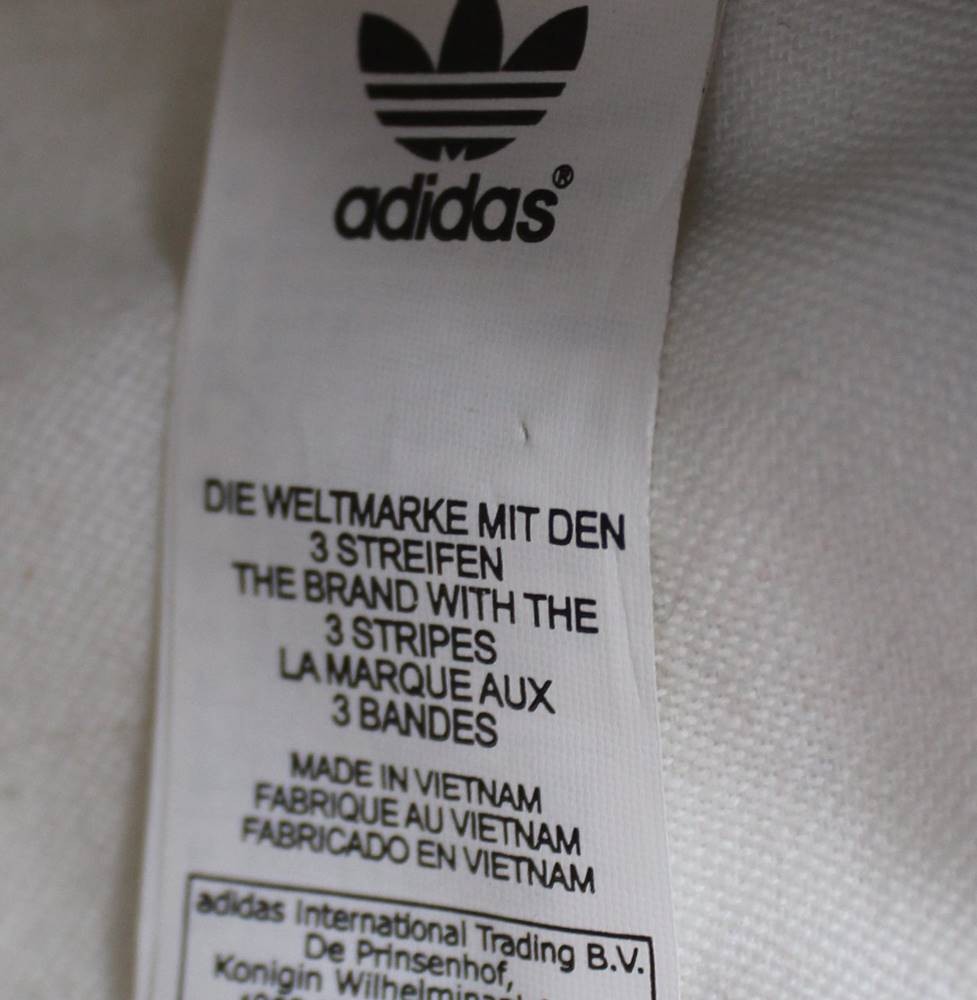 adidas®
DIE WELTMARKE MIT DEN
3 STREIFEN
THE BRAND WITH THE
3 STRIPES
LA MARQUE AUX
3 BANDES
MADE IN VIETNAM
FABRIQUE AU VIETNAM
FABRICADO EN VIETNAM
adidas International Trading B.V.
De Prinsenhof,
Konigin